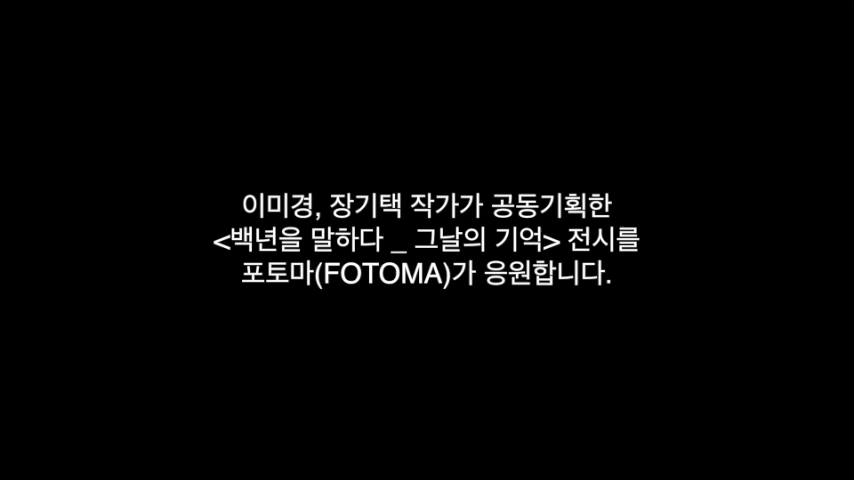 이미경, 장기택 작가가 공동기획한
<백년을 말하다 _ 그날의 기억> 전시를
포토마(FOTOMA)가 응원합니다.